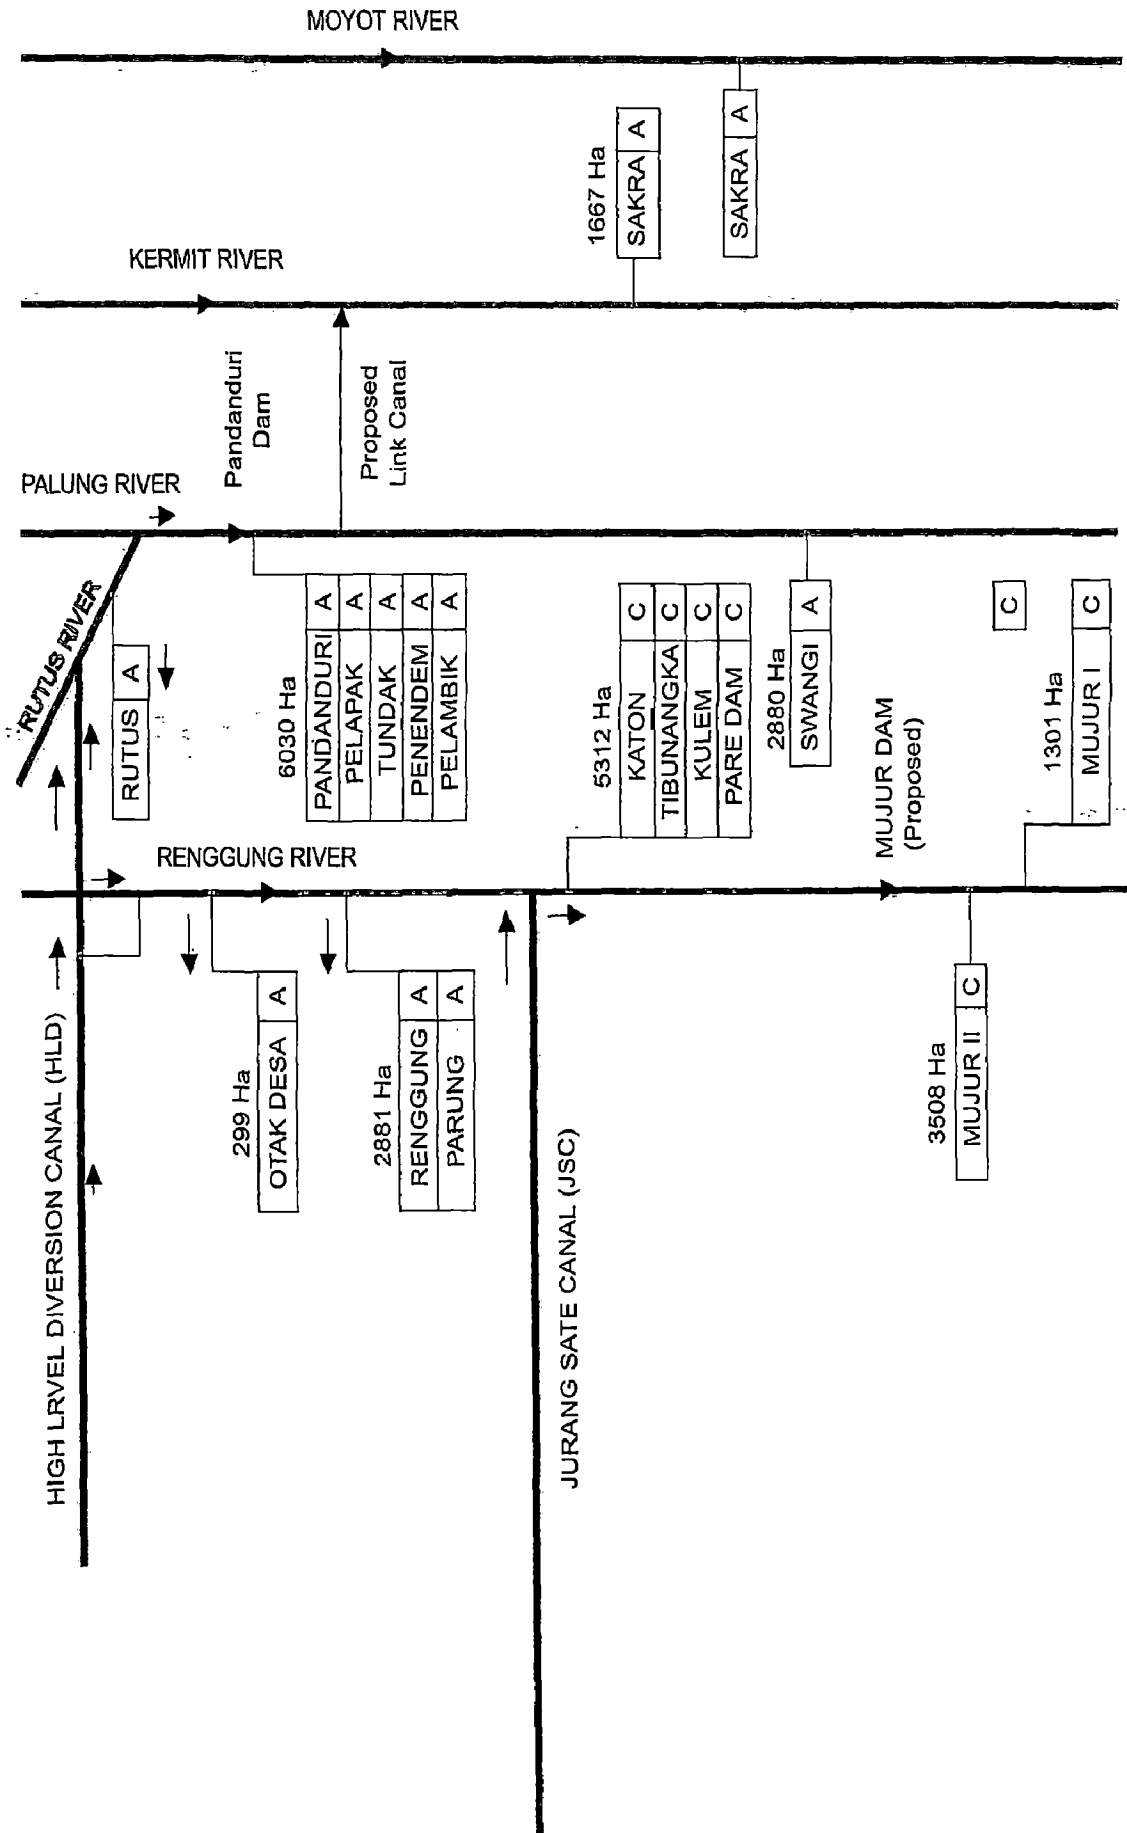 MOYOT RIVER
1667 Ha
SAKRA A
SAKRA A
KERMIT RIVER
Pandanduri
Dam
Proposed
Link Canal
PALUNG RIVER
RUTUS RIVER
RUTUS A
6030 Ha
PANDANDURI A
PELAPAK A
TUNDAK A
PENENDEM A
PELAMBIK A
5312 Ha
KATON C
TIBUNANGKA C
KULEM C
PARE DAM C
2880 Ha
SWANGI A
C
1301 Ha
MUJUR I C
MUJUR DAM
(Proposed)
RENGGUNG RIVER
HIGH LRVEL DIVERSION CANAL (HLD)
299 Ha
OTAK DESA A
2881 Ha
RENGGUNG A
PARUNG A
JURANG SATE CANAL (JSC)
3508 Ha
MUJUR II C